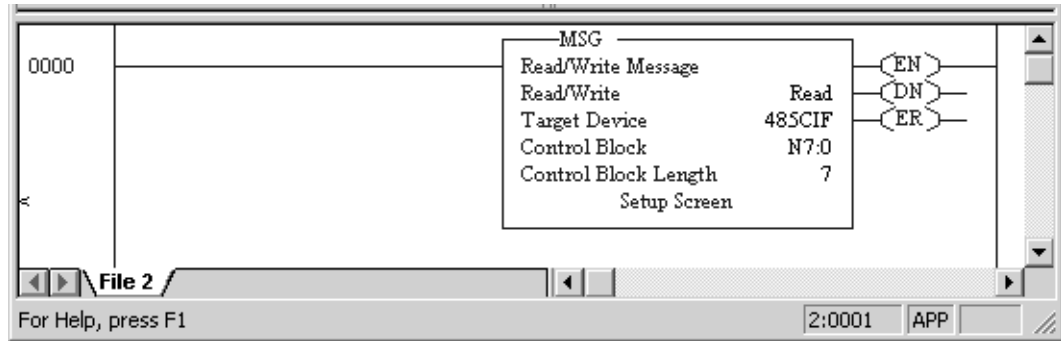 MSG
0000
Read/Write Message
EN
Read/Write Read
DN
Target Device 485CIF
ER
Control Block N7:0
Control Block Length 7
Setup Screen
<
File 2
For Help, press F1 2:0001 APP